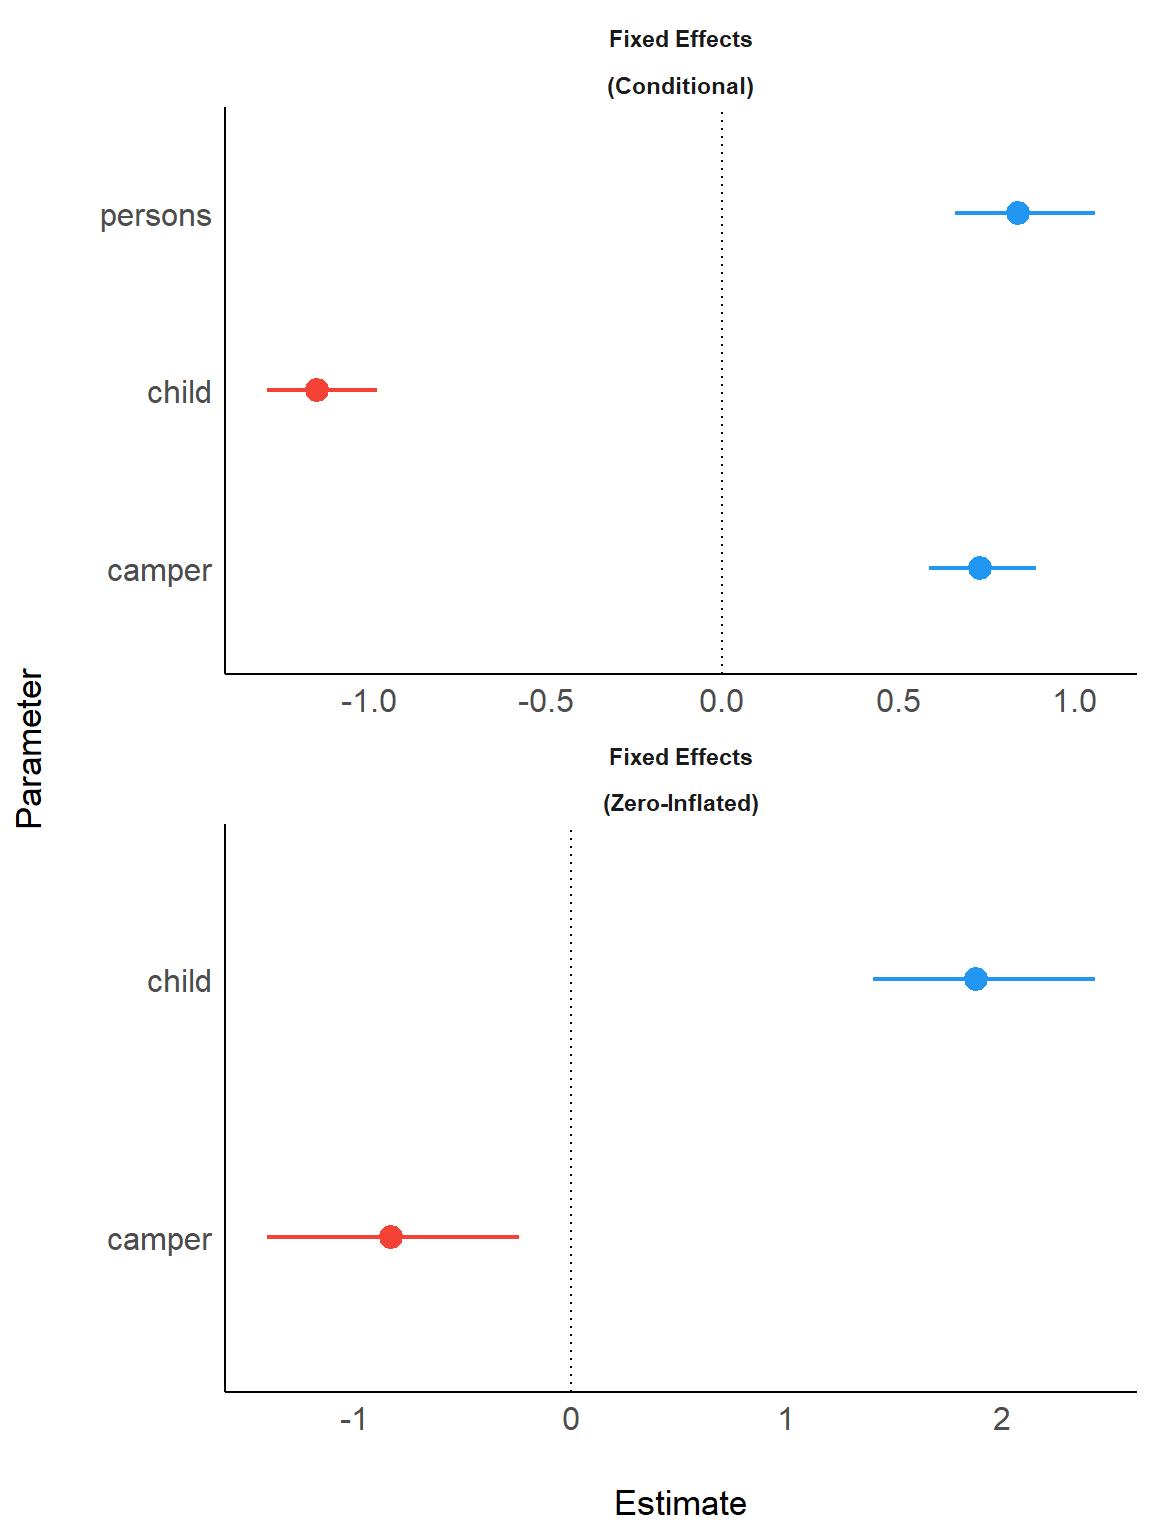 Fixed Effects
(Conditional)
persons
child
camper
-1.0 -0.5 0.0 0.5 1.0
Parameter
Fixed Effects
(Zero-Inflated)
child
camper
-1 0 1 2
Estimate